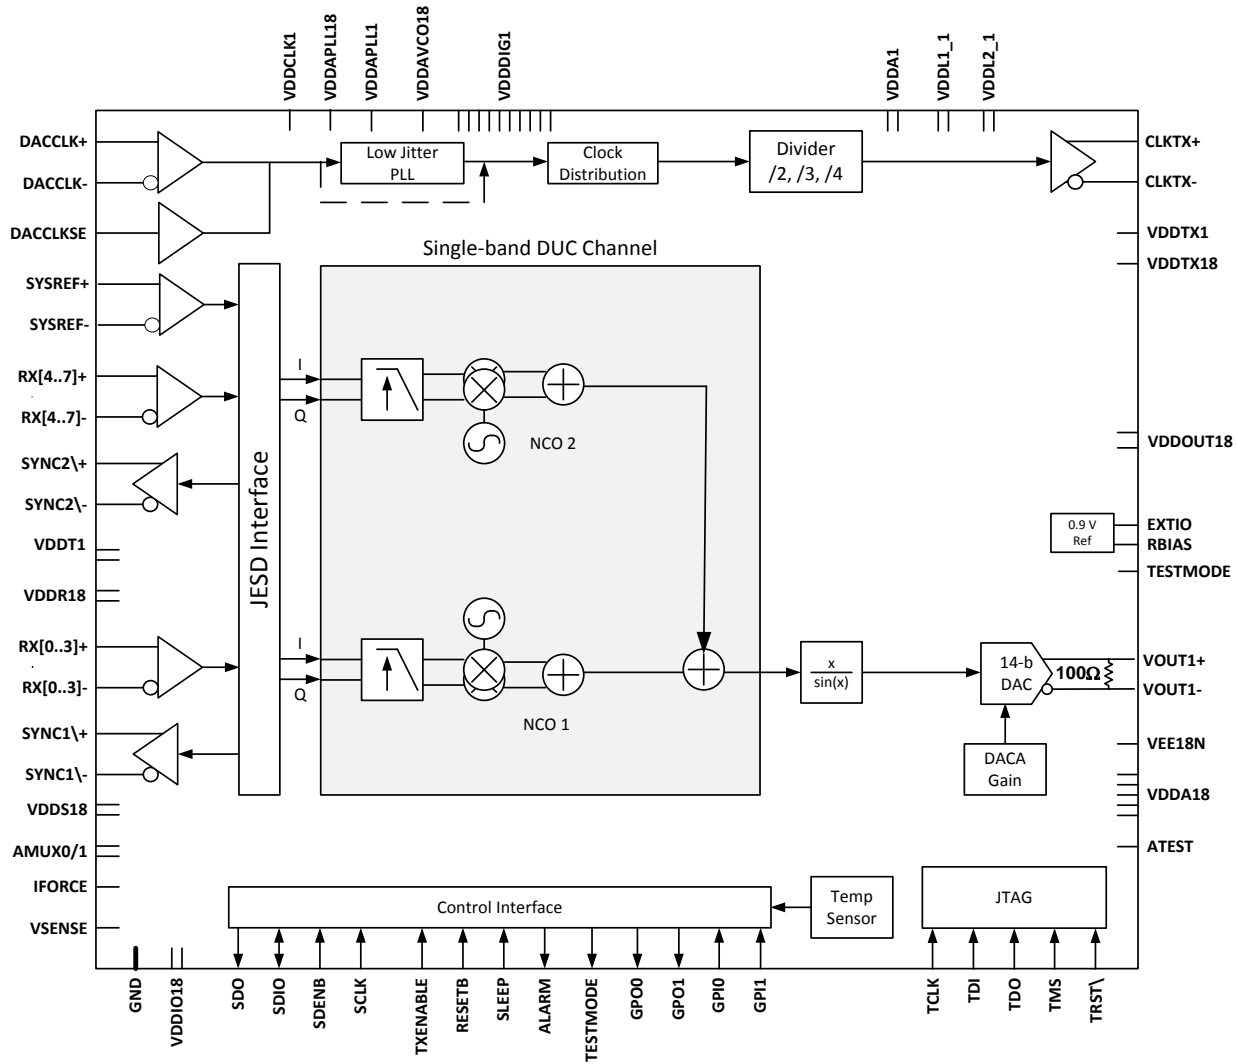 VDDCLK1
VDDAPLL18
VDDAPLL1
VDDAVCO18
VDDDIG1
VDDA1
VDDL1_1
VDDL2_1
DACCLK+
DACCLK-
DACCLKSE
Low Jitter
PLL
Clock
Distribution
Divider
/2, /3, /4
CLKTX+
CLKTX-
VDDTX1
VDDTX18
Single-band DUC Channel
SYSREF+
SYSREF-
RX[4..7]+
RX[4..7]-
SYNC2\+
SYNC2\-
VDDT1
VDDR18
RX[0..3]+
RX[0..3]-
SYNC1\+
SYNC1\-
VDDS18
AMUX0/1
IFORCE
VSENSE
JESD Interface
I
Q
NCO 2
I
Q
NCO 1
x
sin(x)
14-b
DAC
100Ω
DACA
Gain
VDDOUT18
0.9 V
Ref
EXTIO
RBIAS
TESTMODE
VOUT1+
VOUT1-
VEE18N
VDDA18
ATEST
Control Interface
Temp
Sensor
JTAG
GND
VDDIO18
SDO
SDIO
SDENB
SCLK
TXENABLE
RESETB
SLEEP
ALARM
TESTMODE
GPO0
GPO1
GPI0
GPI1
TCLK
TDI
TDO
TMS
TRST\